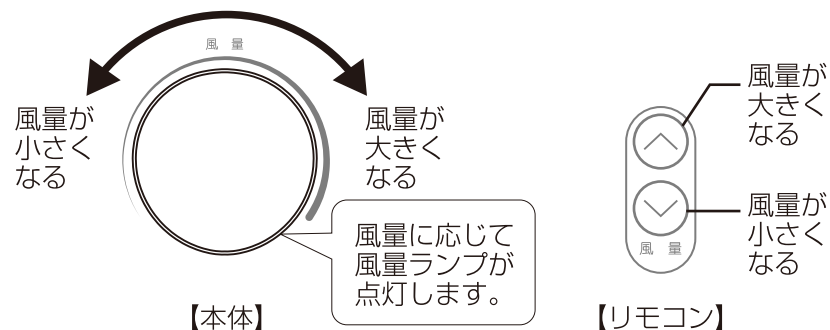 風 量
風量が
小さく
なる
風量が
大きく
なる
風量に応じて
風量ランプが
点灯します。
【本体】
風量が
大きく
なる
風量が
小さく
なる
風 量
【リモコン】